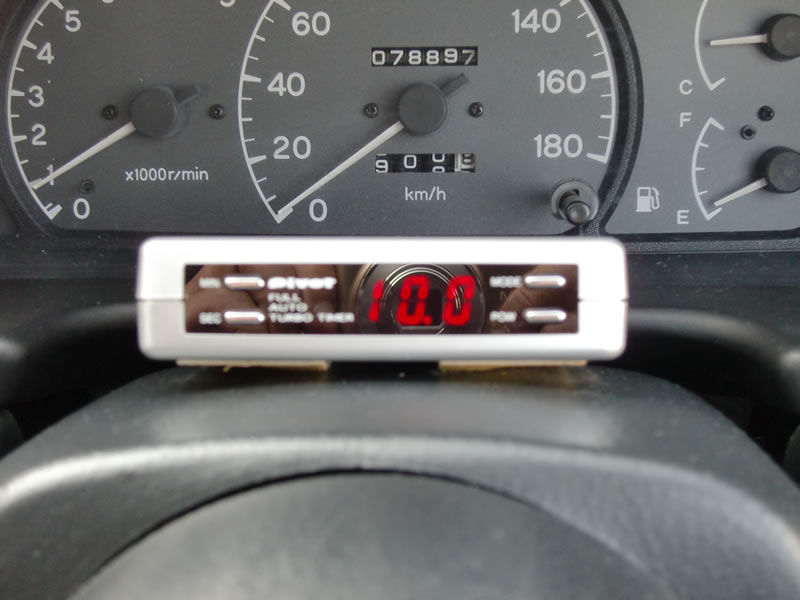 5
4
3
2
1
0
x1000r/min
60
40
20
0
078897
140
160
180
km/h
C
F
E
MIN
SEC
Pivot
FULL
AUTO
TURBO TIMER
10.0
MODE
POW